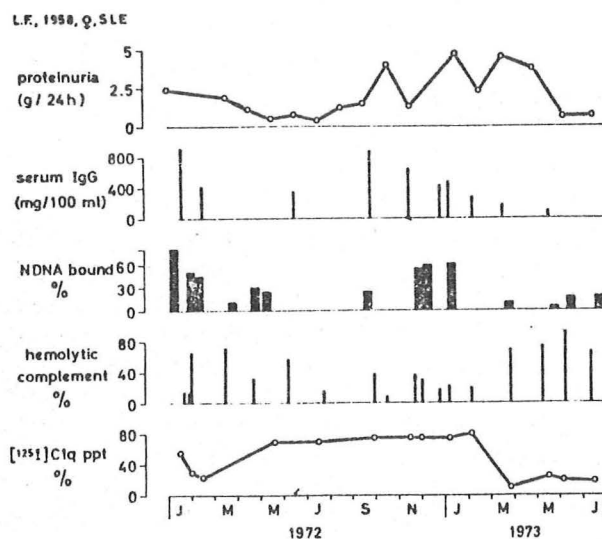 L.F., 1958, ♀, SLE
proteinuria
(g/24h)
5
2.5
0
serum IgG
(mg/100 ml)
800
400
0
NDNA bound
%
60
30
0
hemolytic
complement
%
80
40
0
[¹²⁵I]C1q ppt
%
80
40
0
J M M J S N J M M J
1972 1973